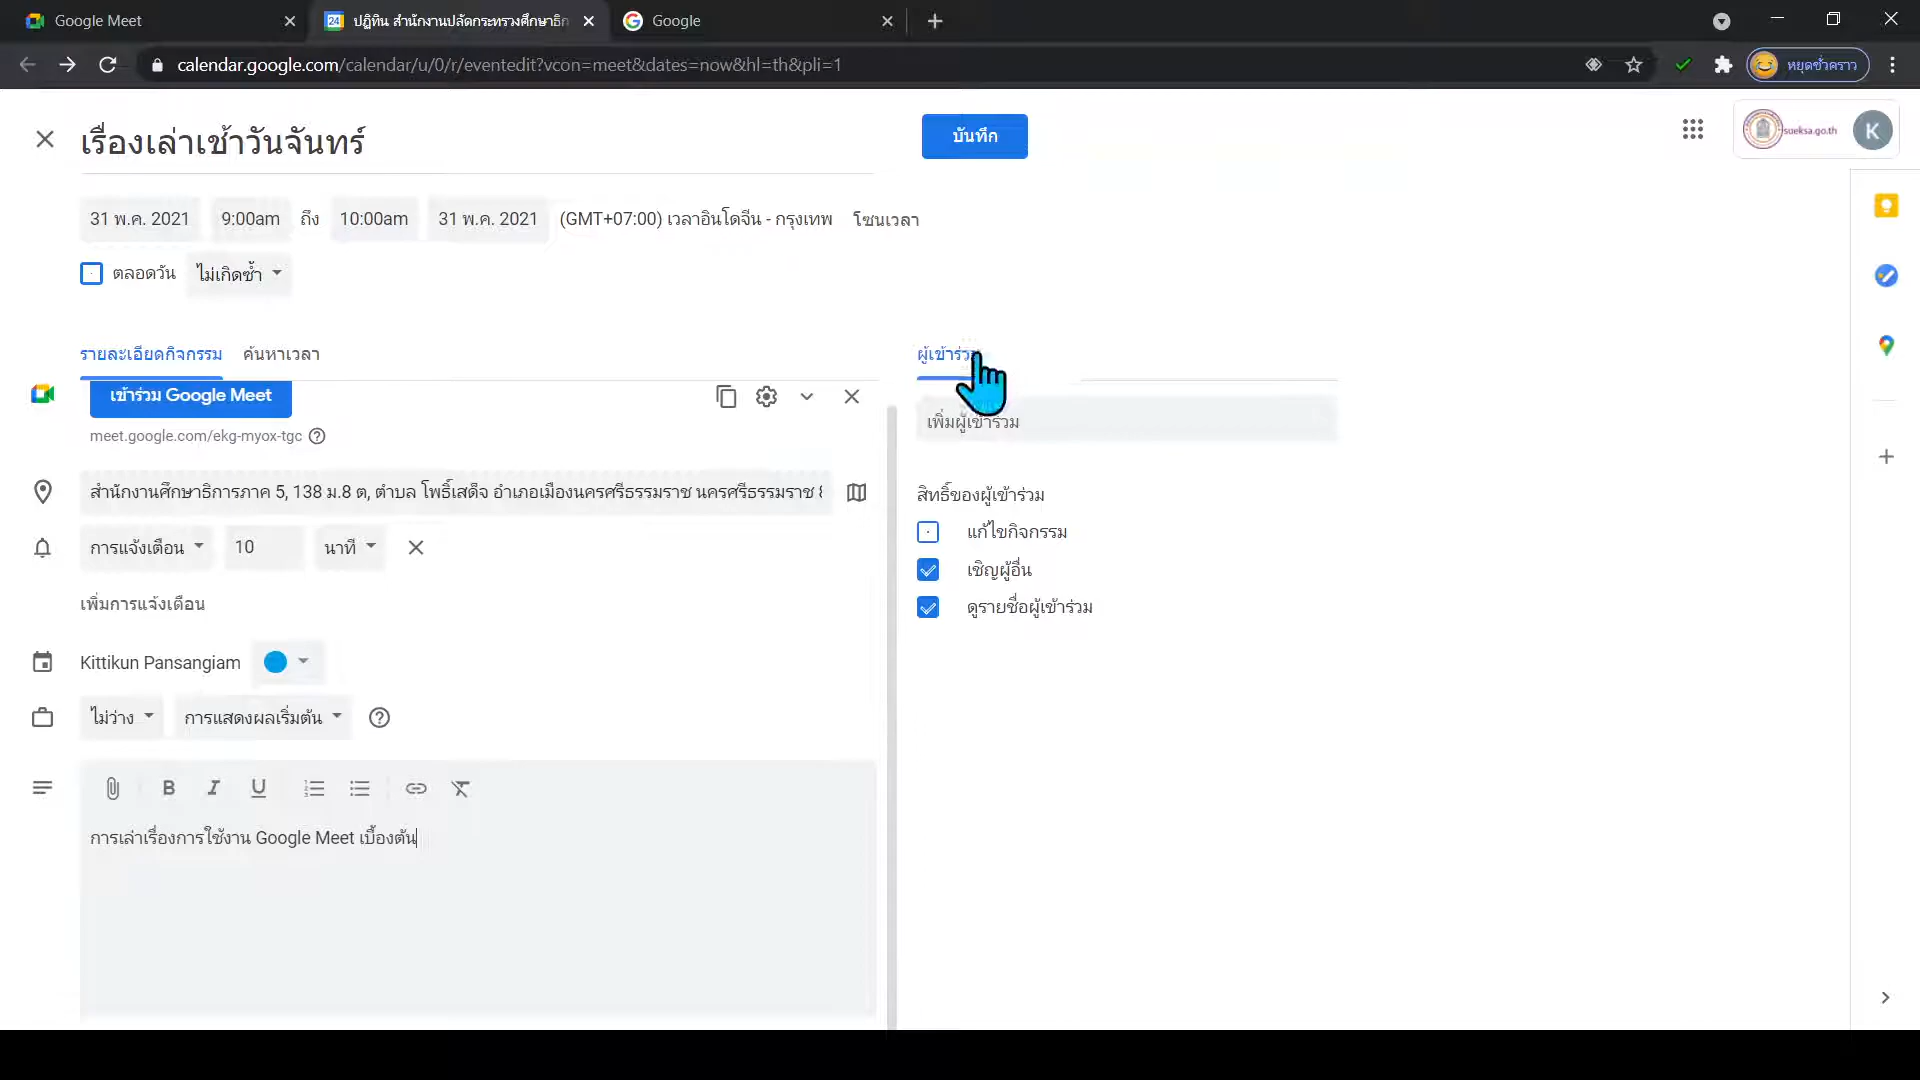 Google Meet
ปฏิทิน สำนักงานปลัดกระทรวงศึกษาธิก
Google
calendar.google.com/calendar/u/0/r/eventedit?vcon=meet&dates=now&hl=th&pli=1
หยุดชั่วคราว
เรื่องเล่าเช้าวันจันทร์
บันทึก
sueksa.go.th
K
31 พ.ค. 2021 9:00am ถึง 10:00am 31 พ.ค. 2021 (GMT+07:00) เวลาอินโดจีน - กรุงเทพ โซนเวลา
ตลอดวัน ไม่เกิดซ้ำ
รายละเอียดกิจกรรม ค้นหาเวลา
ผู้เข้าร่วม
เข้าร่วม Google Meet
meet.google.com/ekg-myox-tgc
เพิ่มผู้เข้าร่วม
สำนักงานศึกษาธิการภาค 5, 138 ม.8 ต, ตำบล โพธิ์เสด็จ อำเภอเมืองนครศรีธรรมราช นครศรีธรรมราช 8
สิทธิ์ของผู้เข้าร่วม
แก้ไขกิจกรรม
เชิญผู้อื่น
ดูรายชื่อผู้เข้าร่วม
การแจ้งเตือน 10 นาที
เพิ่มการแจ้งเตือน
Kittikun Pansangiam
ไม่ว่าง การแสดงผลเริ่มต้น
การเล่าเรื่องการใช้งาน Google Meet เบื้องต้น